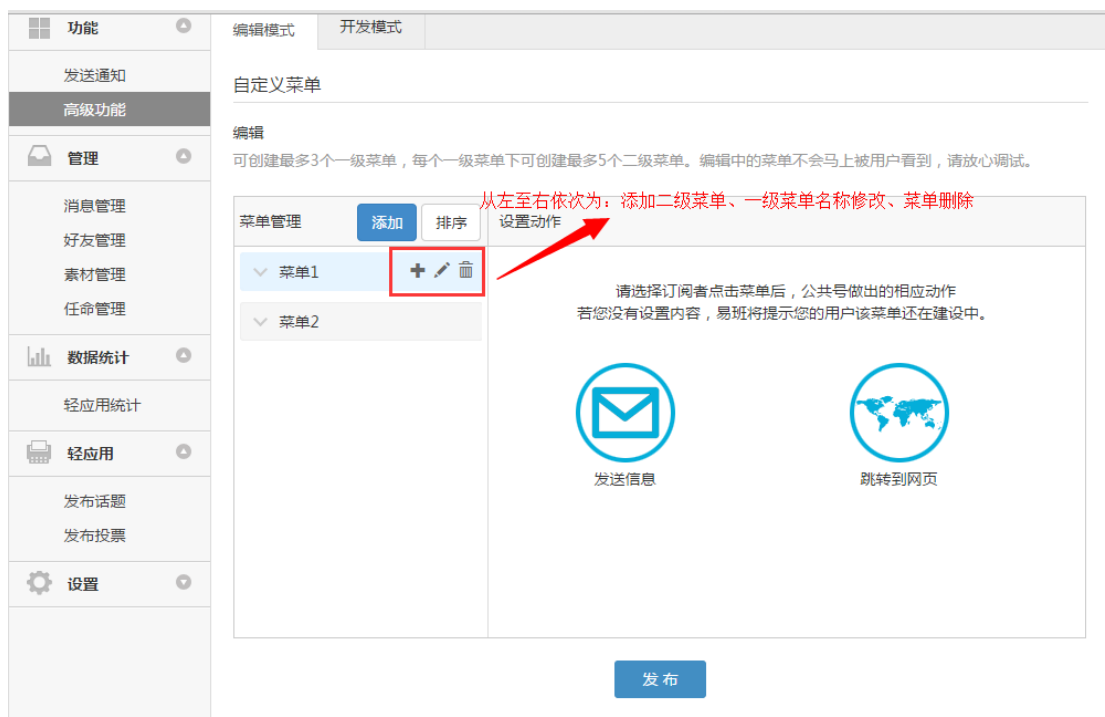 功能
发送通知
高级功能
管理
消息管理
好友管理
素材管理
任命管理
数据统计
轻应用统计
轻应用
发布话题
发布投票
设置
编辑模式
开发模式
自定义菜单
编辑
可创建最多3个一级菜单，每个一级菜单下可创建最多5个二级菜单。编辑中的菜单不会马上被用户看到，请放心调试。
从左至右依次为：添加二级菜单、一级菜单名称修改、菜单删除
菜单管理
添加
排序
设置动作
菜单1
菜单2
请选择订阅者点击菜单后，公共号做出的相应动作
若您没有设置内容，易班将提示您的用户该菜单还在建设中。
发送信息
跳转到网页
发布